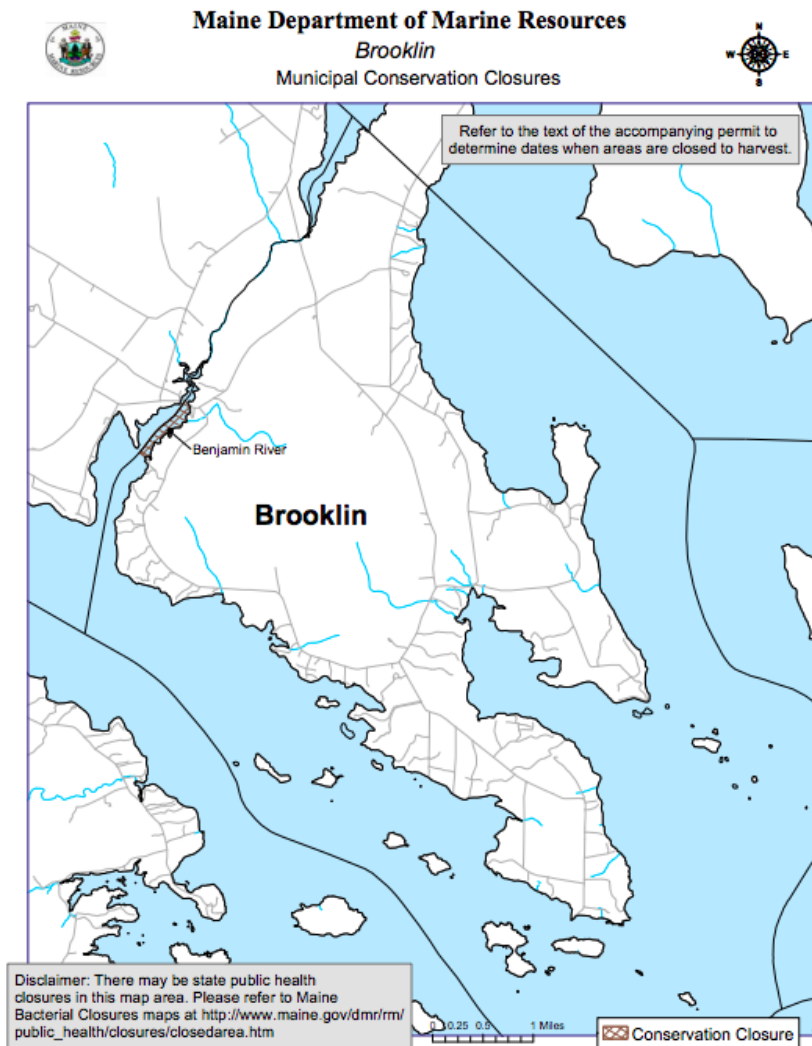 Maine Department of Marine Resources
Brooklin
Municipal Conservation Closures
MAINE
MARINE RESOURCES
N
W
E
S
Refer to the text of the accompanying permit to
determine dates when areas are closed to harvest.
Benjamin River
Brooklin
Disclaimer: There may be state public health
closures in this map area. Please refer to Maine
Bacterial Closures maps at http://www.maine.gov/dmr/rm/
public_health/closures/closedarea.htm
0 0.25 0.5 1 Miles
Conservation Closure